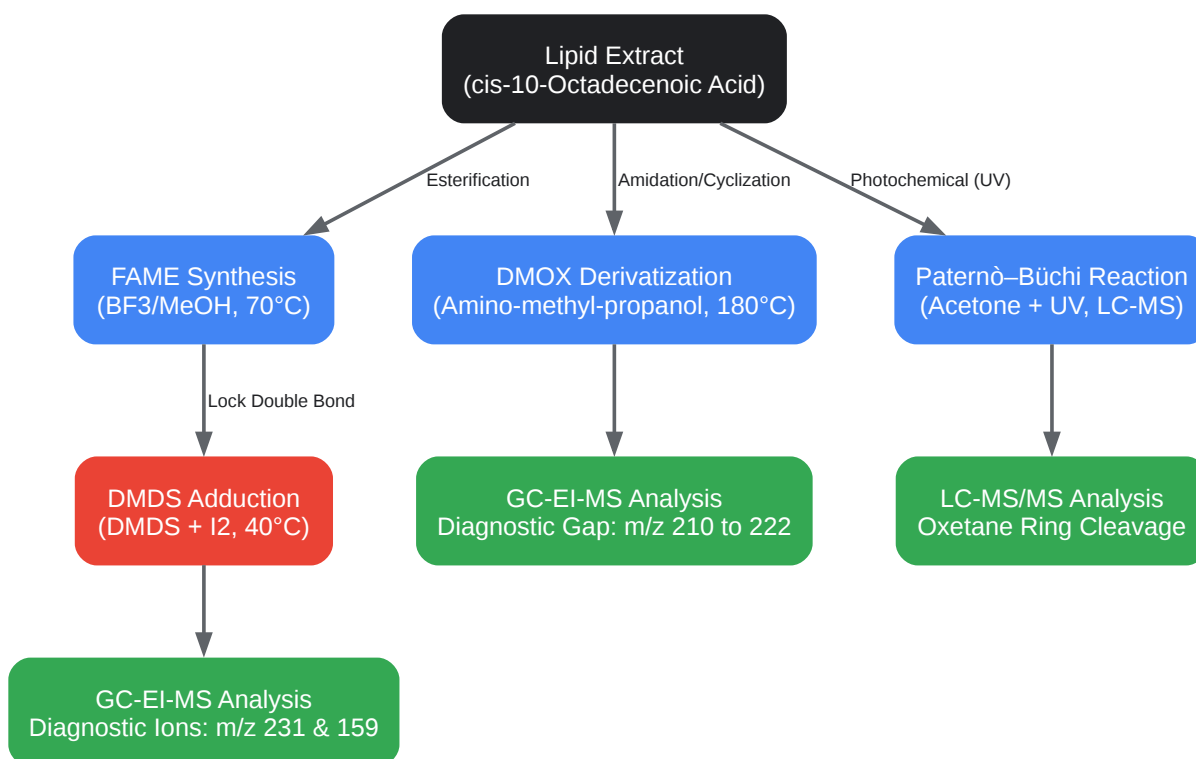 Lipid Extract
(cis-10-Octadecenoic Acid)
Esterification
Amidation/Cyclization
Photochemical (UV)
FAME Synthesis
(BF3/MeOH, 70°C)
DMOX Derivatization
(Amino-methyl-propanol, 180°C)
Paternò–Büchi Reaction
(Acetone + UV, LC-MS)
Lock Double Bond
DMDS Adduction
(DMDS + I2, 40°C)
GC-EI-MS Analysis
Diagnostic Gap: m/z 210 to 222
LC-MS/MS Analysis
Oxetane Ring Cleavage
GC-EI-MS Analysis
Diagnostic Ions: m/z 231 & 159